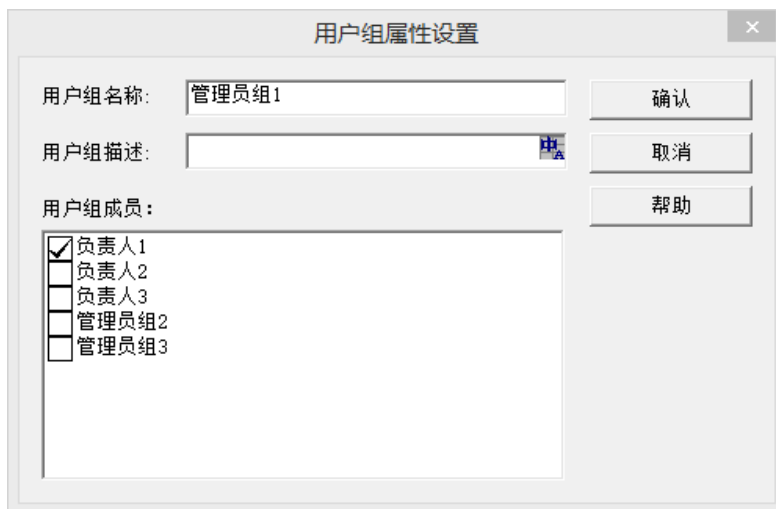 用户组属性设置
用户组名称: 管理员组1 确认
用户组描述: 中A 取消
用户组成员: 帮助
负责人1
负责人2
负责人3
管理员组2
管理员组3